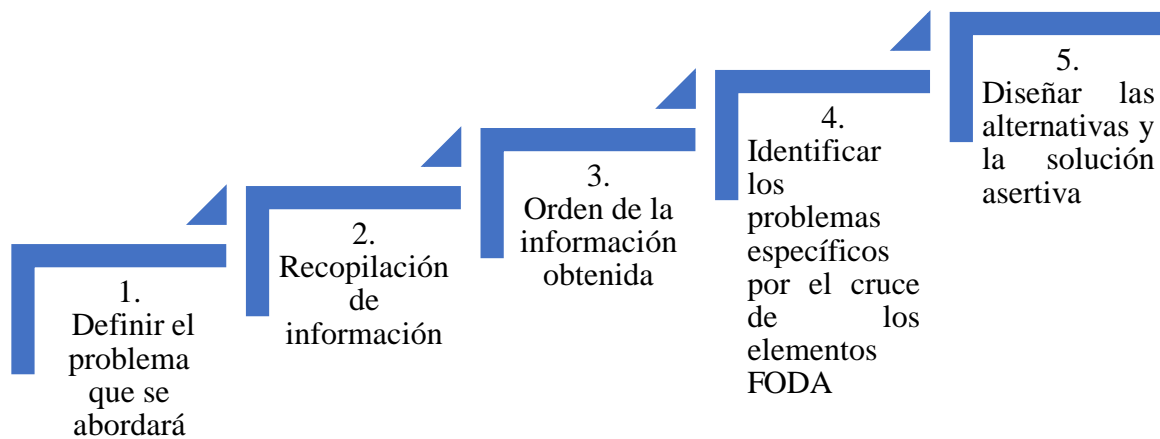 1.
Definir el
problema
que se
abordará
2.
Recopilación
de
información
3.
Orden de la
información
obtenida
4.
Identificar
los
problemas
específicos
por el cruce
de los
elementos
FODA
5.
Diseñar las
alternativas y
la solución
asertiva